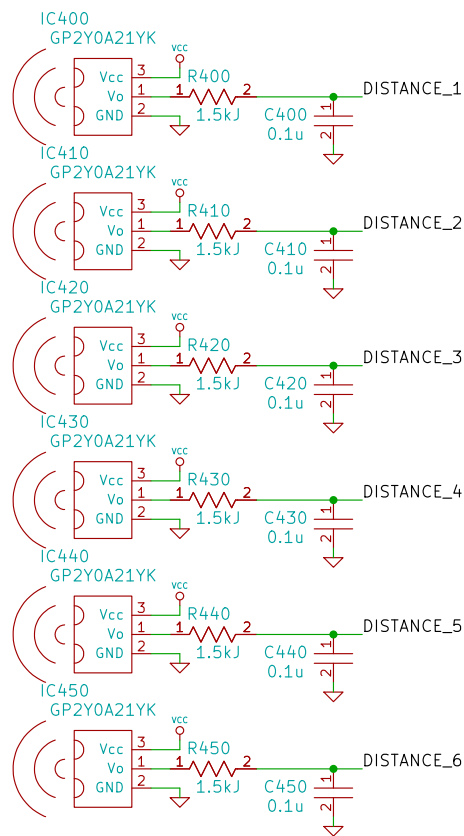 IC400
GP2Y0A21YK
VCC
Vcc 3
R400
DISTANCE_1
Vo 1 1 2
1.5kJ
GND 2
C400 1
0.1u 2
IC410
GP2Y0A21YK
VCC
Vcc 3
R410
DISTANCE_2
Vo 1 1 2
1.5kJ
GND 2
C410 1
0.1u 2
IC420
GP2Y0A21YK
VCC
Vcc 3
R420
DISTANCE_3
Vo 1 1 2
1.5kJ
GND 2
C420 1
0.1u 2
IC430
GP2Y0A21YK
VCC
Vcc 3
R430
DISTANCE_4
Vo 1 1 2
1.5kJ
GND 2
C430 1
0.1u 2
IC440
GP2Y0A21YK
VCC
Vcc 3
R440
DISTANCE_5
Vo 1 1 2
1.5kJ
GND 2
C440 1
0.1u 2
IC450
GP2Y0A21YK
VCC
Vcc 3
R450
DISTANCE_6
Vo 1 1 2
1.5kJ
GND 2
C450 1
0.1u 2